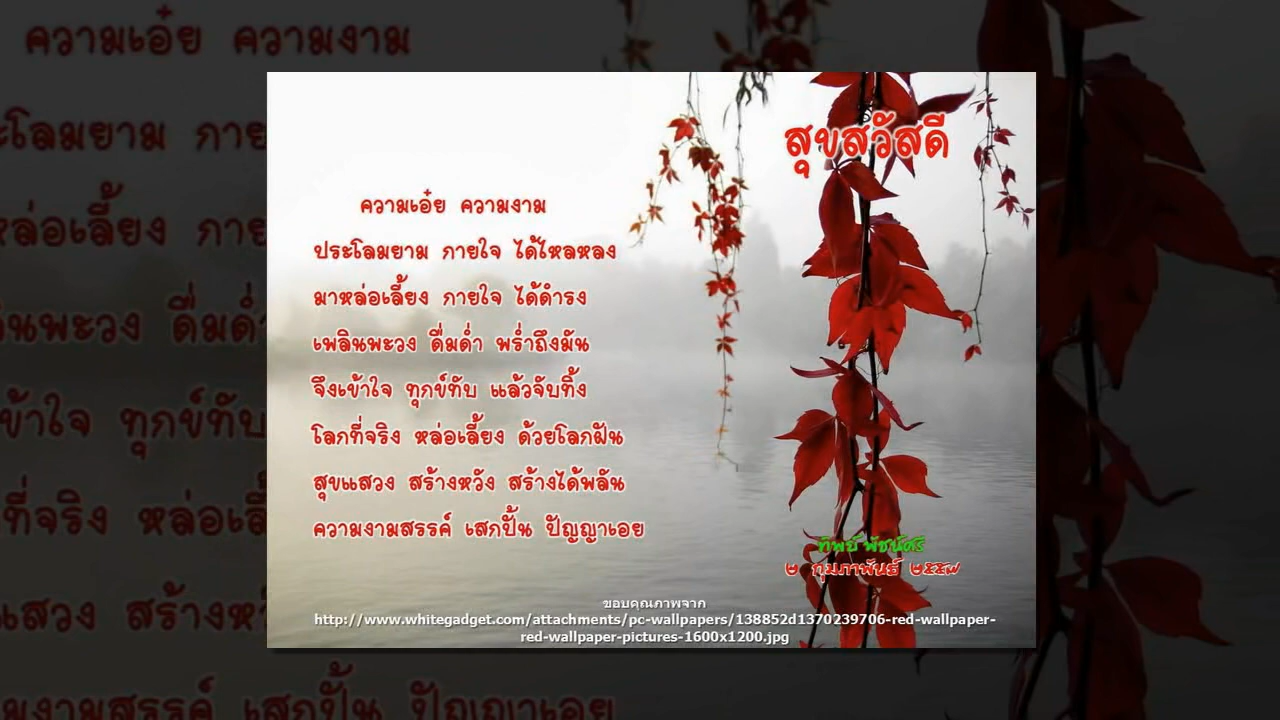 สุขสวัสดี
ความเอ๋ย ความงาม
ประโลมยาม กายใจ ได้ไหลหลง
มาหล่อเลี้ยง กายใจ ได้ดำรง
เพลินพะวง ดื่มด่ำ พร่ำถึงมัน
จึงเข้าใจ ทุกข์ทับ แล้วจับทิ้ง
โลกที่จริง หล่อเลี้ยง ด้วยโลกฝัน
สุขแสวง สร้างหวัง สร้างได้พลัน
ความงามสรรค์ เสกปั้น ปัญญาเอย
ทิพย์ พัชน์ศรี
๒ กุมภาพันธ์ ๒๕๕๗
ขอบคุณภาพจาก
http://www.whitegadget.com/attachments/pc-wallpapers/138852d1370239706-red-wallpaper-
red-wallpaper-pictures-1600x1200.jpg